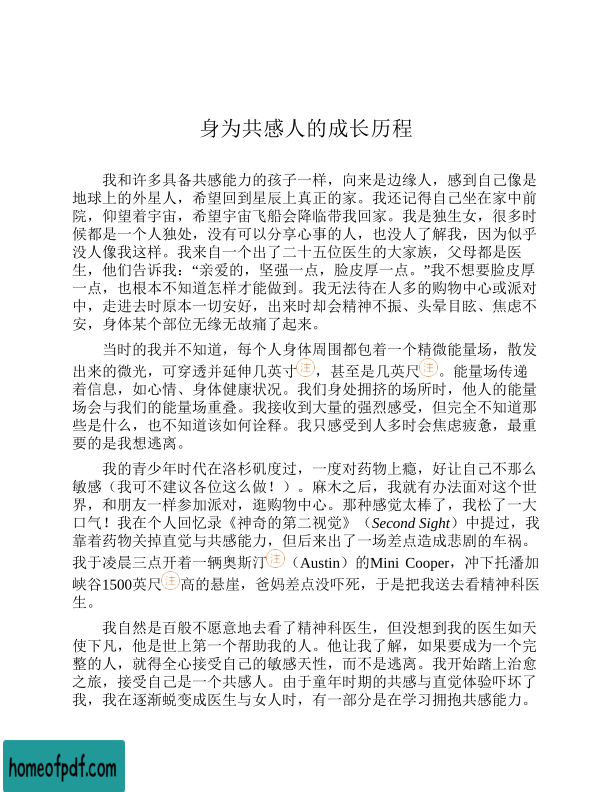 身为共感人的成长历程
我和许多具备共感能力的孩子一样，向来是边缘人，感到自己像是
地球上的外星人，希望回到星辰上真正的家。我还记得自己坐在家中前
院，仰望着宇宙，希望宇宙飞船会降临带我回家。我是独生女，很多时
候都是一个人独处，没有可以分享心事的人，也没人了解我，因为似乎
没人像我这样。我来自一个出了二十五位医生的大家族，父母都是医
生，他们告诉我：“亲爱的，坚强一点，脸皮厚一点。”我不想要脸皮厚
一点，也根本不知道怎样才能做到。我无法待在人多的购物中心或派对
中，走进去时原本一切安好，出来时却会精神不振、头晕目眩、焦虑不
安，身体某个部位无缘无故痛了起来。
当时的我并不知道，每个人身体周围都包着一个精微能量场，散发
出来的微光，可穿透并延伸几英寸注，甚至是几英尺注。能量场传递
着信息，如心情、身体健康状况。我们身处拥挤的场所时，他人的能量
场会与我们的能量场重叠。我接收到大量的强烈感受，但完全不知道那
些是什么，也不知道该如何诠释。我只感受到人多时会焦虑疲惫，最重
要的是我想逃离。
我的青少年时代在洛杉矶度过，一度对药物上瘾，好让自己不那么
敏感（我可不建议各位这么做！）。麻木之后，我就有办法面对这个世
界，和朋友一样参加派对，逛购物中心。那种感觉太棒了，我松了一大
口气！我在个人回忆录《神奇的第二视觉》（Second Sight）中提过，我
靠着药物关掉直觉与共感能力，但后来出了一场差点造成悲剧的车祸。
我于凌晨三点开着一辆奥斯汀注（Austin）的Mini Cooper，冲下托潘加
峡谷1500英尺注高的悬崖，爸妈差点没吓死，于是把我送去看精神科医
生。
我自然是百般不愿意地去看了精神科医生，但没想到我的医生如天
使下凡，他是世上第一个帮助我的人。他让我了解，如果要成为一个完
整的人，就得全心接受自己的敏感天性，而不是逃离。我开始踏上治愈
之旅，接受自己是一个共感人。由于童年时期的共感与直觉体验吓坏了
我，我在逐渐蜕变成医生与女人时，有一部分是在学习拥抱共感能力。
homeofpdf.com